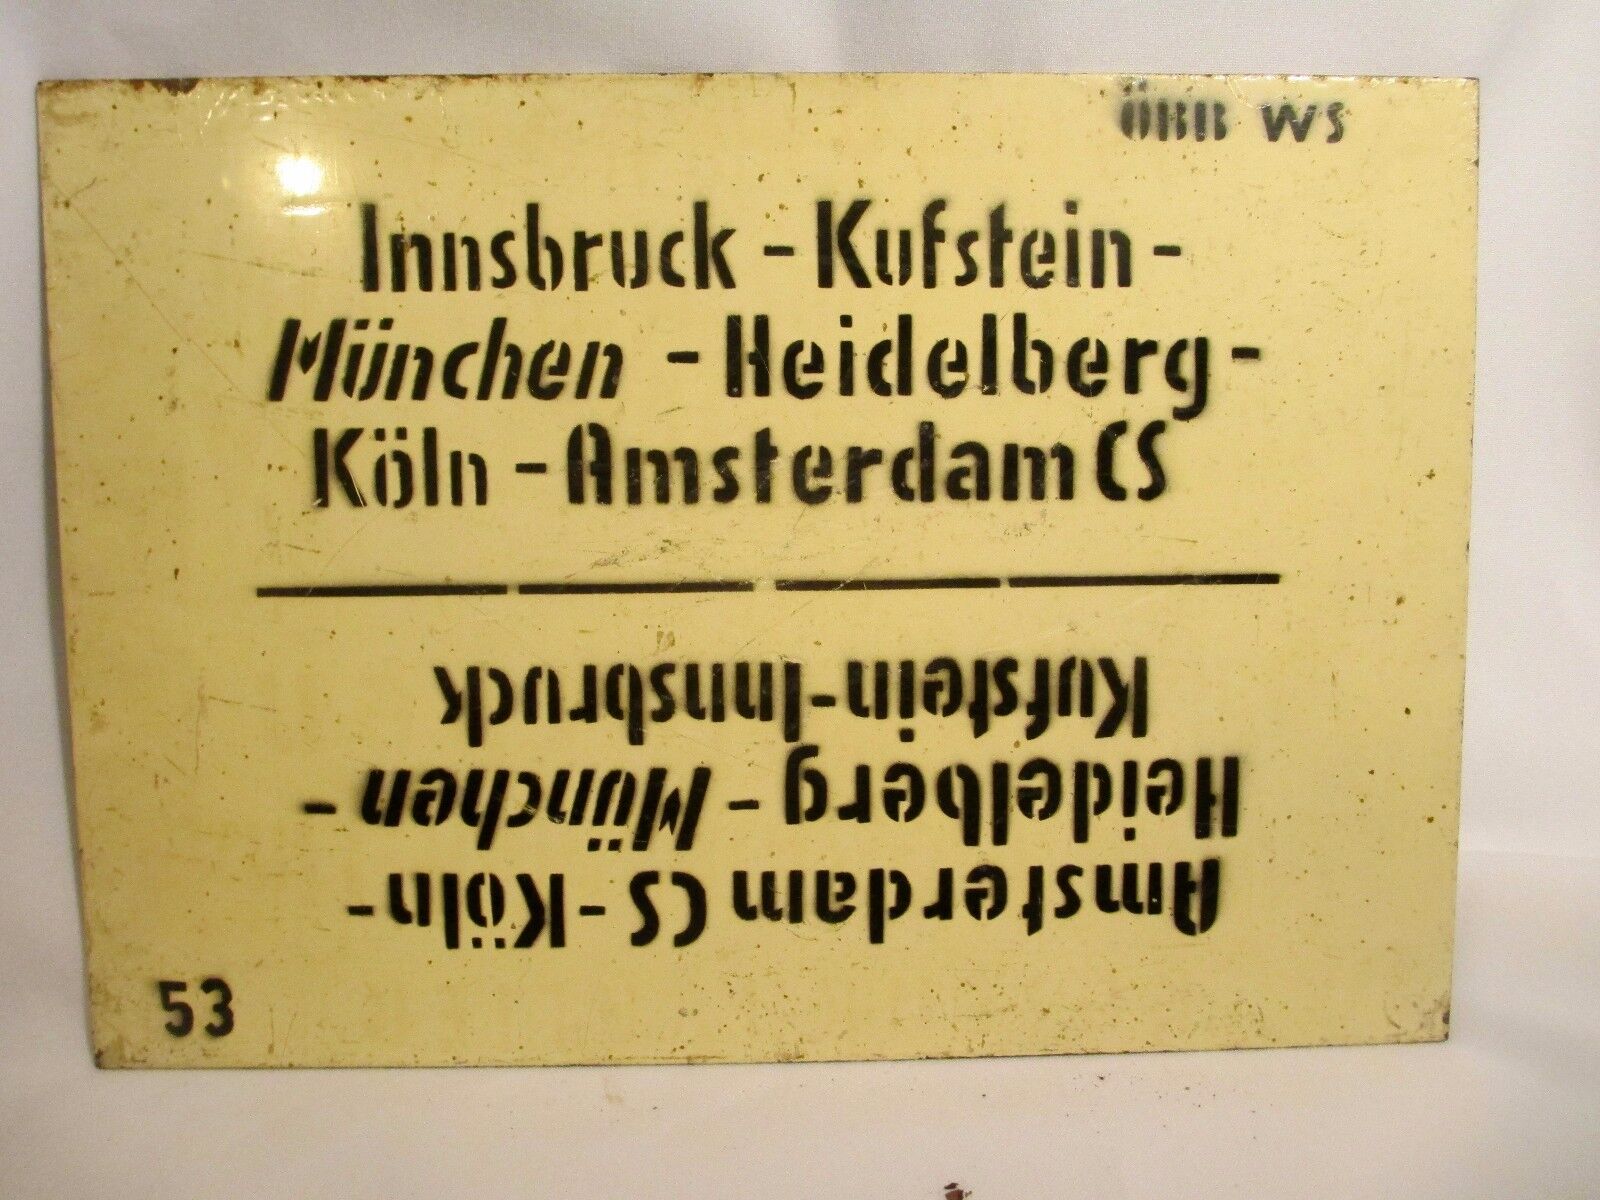 ÖBB WS
Innsbruck - Kufstein -
München - Heidelberg -
Köln - Amsterdam CS
Amsterdam CS - Köln -
Heidelberg - München -
Kufstein - Innsbruck
53